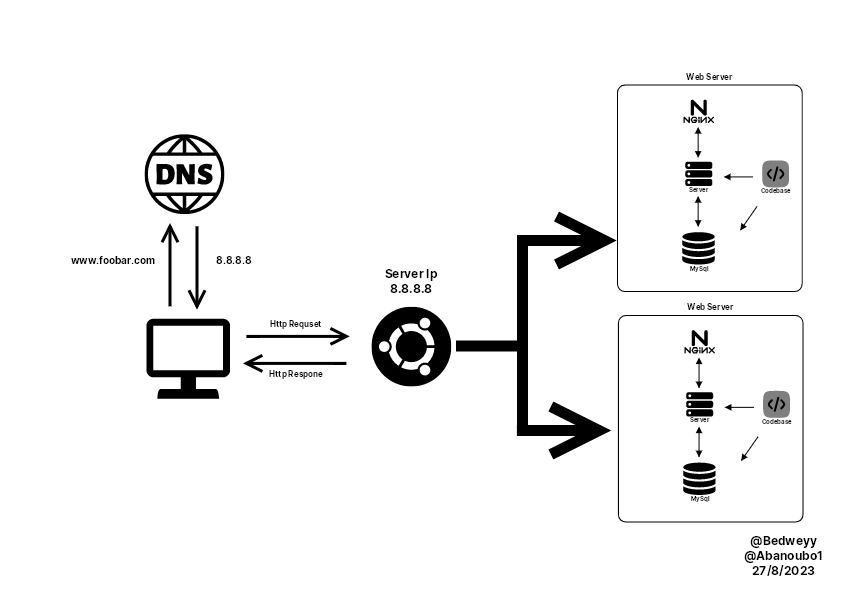 DNS
www.foobar.com
8.8.8.8
Http Requset
Http Respone
Server Ip
8.8.8.8
Web Server
NGINX
Server
Codebase
MySql
Web Server
NGINX
Server
Codebase
MySql
@Bedweyy
@Abanoubo1
27/8/2023